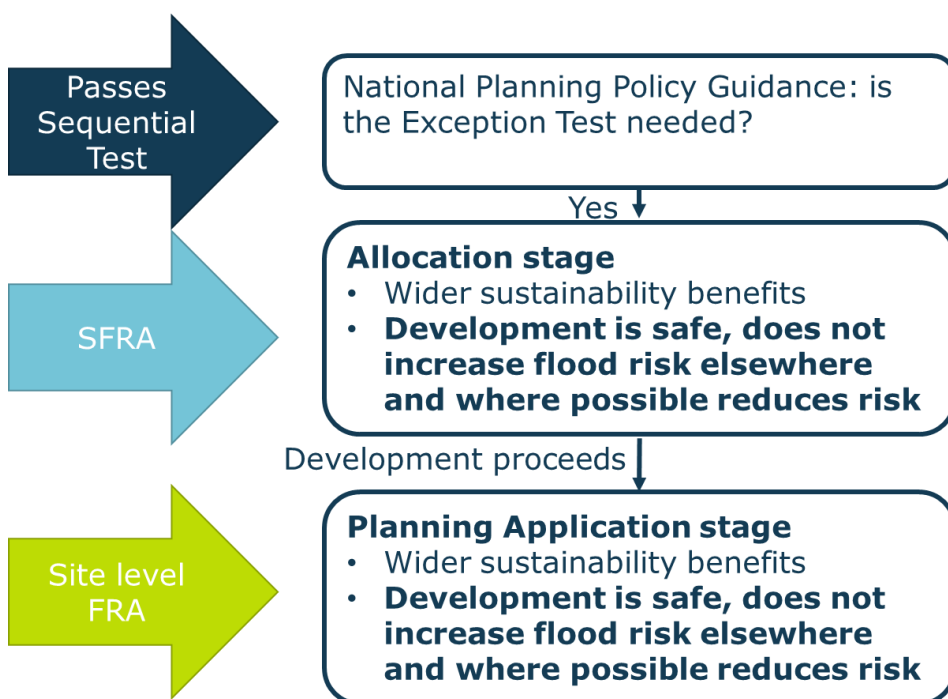 Passes
Sequential
Test
National Planning Policy Guidance: is
the Exception Test needed?
Yes
SFRA
Allocation stage
• Wider sustainability benefits
• Development is safe, does not
increase flood risk elsewhere
and where possible reduces risk
Development proceeds
Site level
FRA
Planning Application stage
• Wider sustainability benefits
• Development is safe, does not
increase flood risk elsewhere
and where possible reduces risk